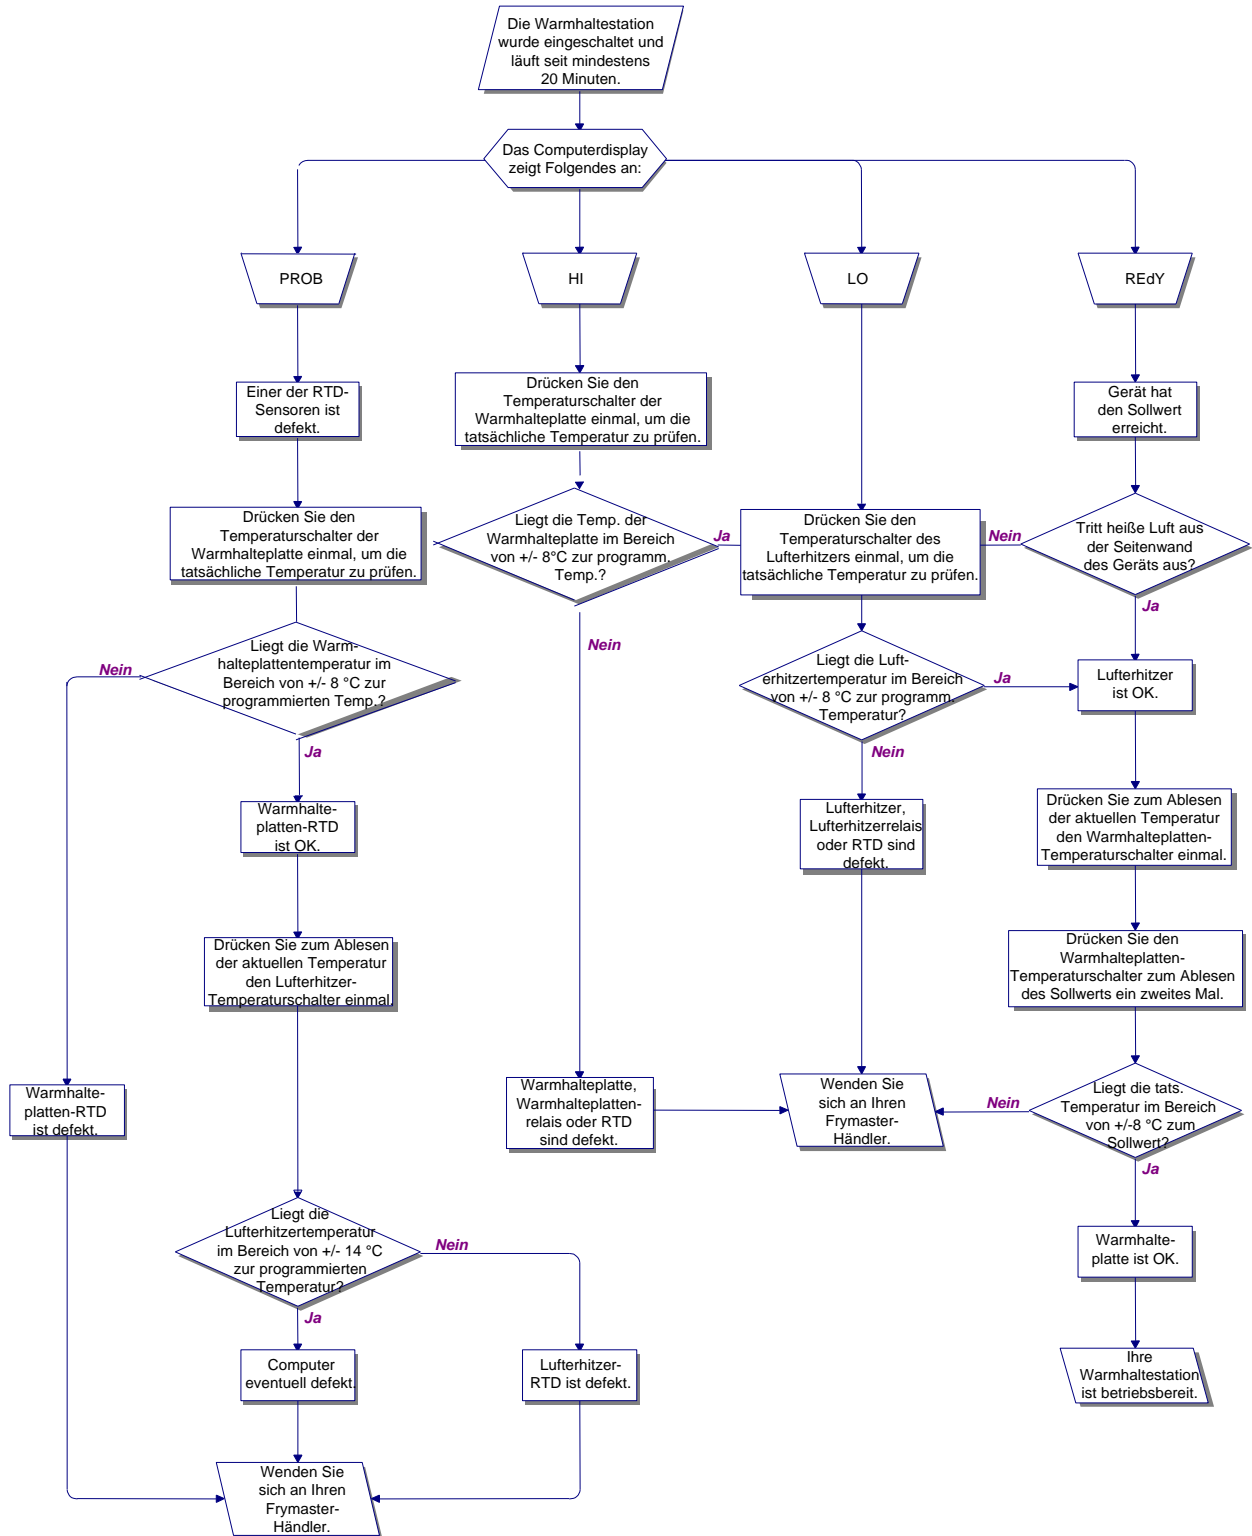 Die Warmhaltestation
wurde eingeschaltet und
läuft seit mindestens
20 Minuten.
Das Computerdisplay
zeigt Folgendes an:
PROB
HI
LO
REdY
Einer der RTD-
Sensoren ist
defekt.
Drücken Sie den
Temperaturschalter der
Warmhalteplatte einmal, um die
tatsächliche Temperatur zu prüfen.
Gerät hat
den Sollwert
erreicht.
Drücken Sie den
Temperaturschalter der
Warmhalteplatte einmal, um die
tatsächliche Temperatur zu prüfen.
Liegt die Temp. der
Warmhalteplatte im Bereich
von +/- 8°C zur programm.
Temp.?
Ja
Drücken Sie den
Temperaturschalter des
Lufterhitzers einmal, um die
tatsächliche Temperatur zu prüfen.
Nein
Tritt heiße Luft aus
der Seitenwand
des Geräts aus?
Ja
Nein
Nein
Liegt die Warm-
halteplattentemperatur im
Bereich von +/- 8 °C zur
programmierten Temp.?
Ja
Liegt die Luft-
erhitzertemperatur im Bereich
von +/- 8 °C zur programm.
Temperatur?
Ja
Nein
Lufterhitzer
ist OK.
Warmhalte-
platten-RTD
ist OK.
Lufterhitzer,
Lufterhitzerrelais
oder RTD sind
defekt.
Drücken Sie zum Ablesen
der aktuellen Temperatur
den Warmhalteplatten-
Temperaturschalter einmal.
Drücken Sie zum Ablesen
der aktuellen Temperatur
den Lufterhitzer-
Temperaturschalter einmal.
Drücken Sie den
Warmhalteplatten-
Temperaturschalter zum Ablesen
des Sollwerts ein zweites Mal.
Warmhalte-
platten-RTD
ist defekt.
Warmhalteplatte,
Warmhalteplatten-
relais oder RTD
sind defekt.
Wenden Sie
sich an Ihren
Frymaster-
Händler.
Nein
Liegt die tats.
Temperatur im Bereich
von +/-8 °C zum
Sollwert?
Ja
Liegt die
Lufterhitzertemperatur
im Bereich von +/- 14 °C
zur programmierten
Temperatur?
Nein
Ja
Warmhalte-
platte ist OK.
Computer
eventuell defekt.
Lufterhitzer-
RTD ist defekt.
Ihre
Warmhaltestation
ist betriebsbereit.
Wenden Sie
sich an Ihren
Frymaster-
Händler.